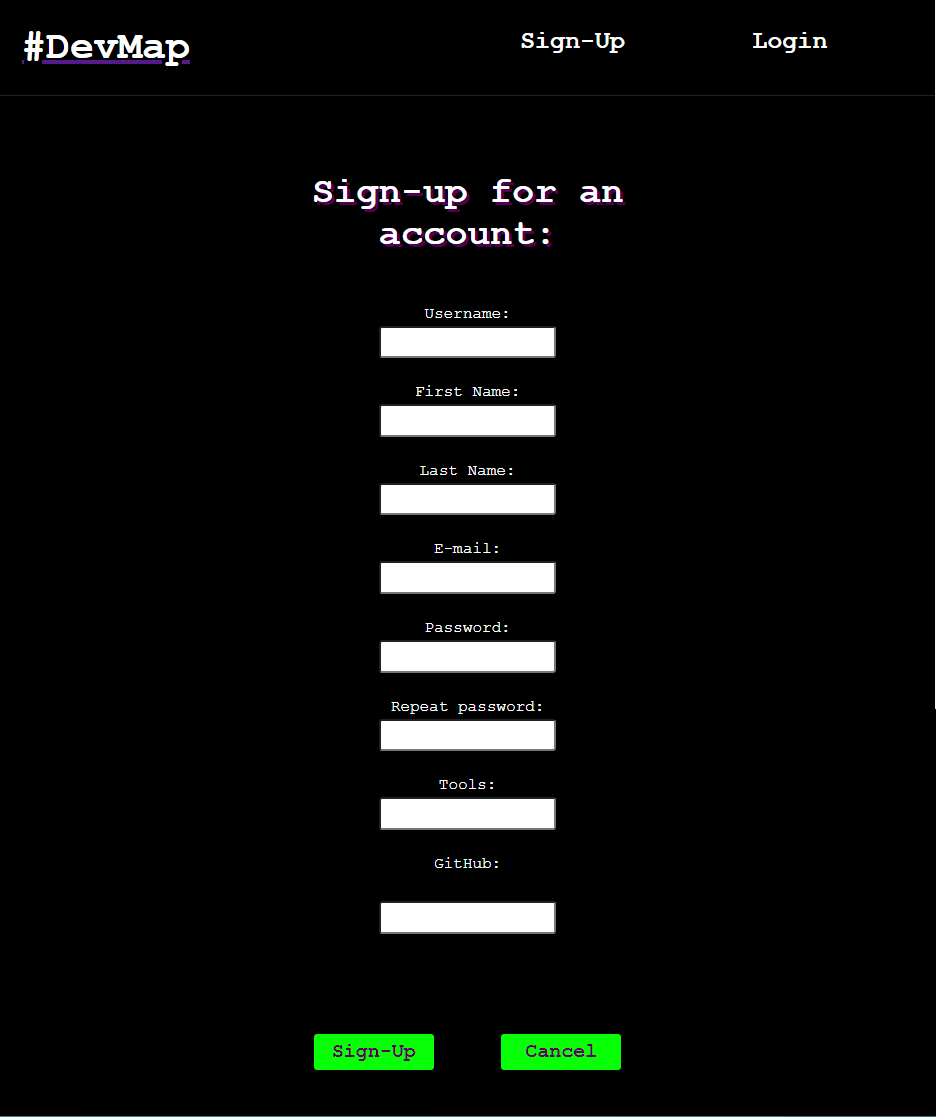 #DevMap
Sign-Up
Login
Sign-up for an
account:
Username:
First Name:
Last Name:
E-mail:
Password:
Repeat password:
Tools:
GitHub:
Sign-Up
Cancel